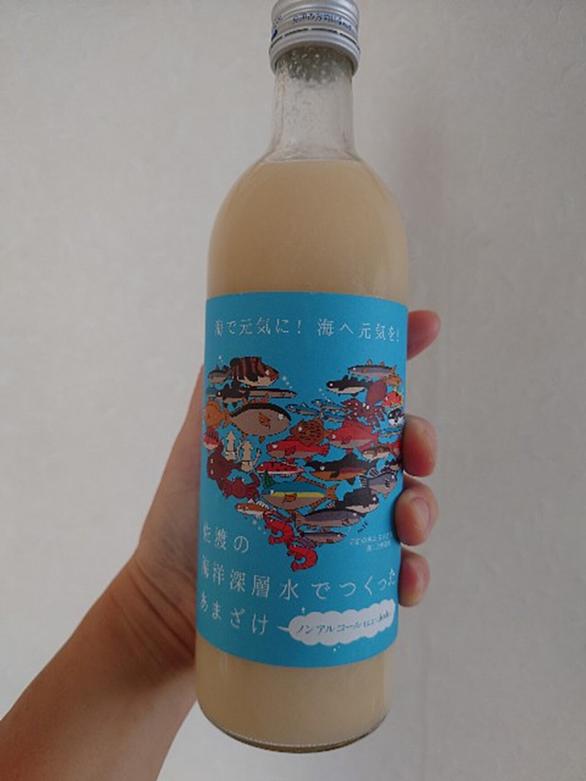 海で元気に! 海へ元気を!
佐渡の
海洋深層水でつくった
あまざけ
ノンアルコール